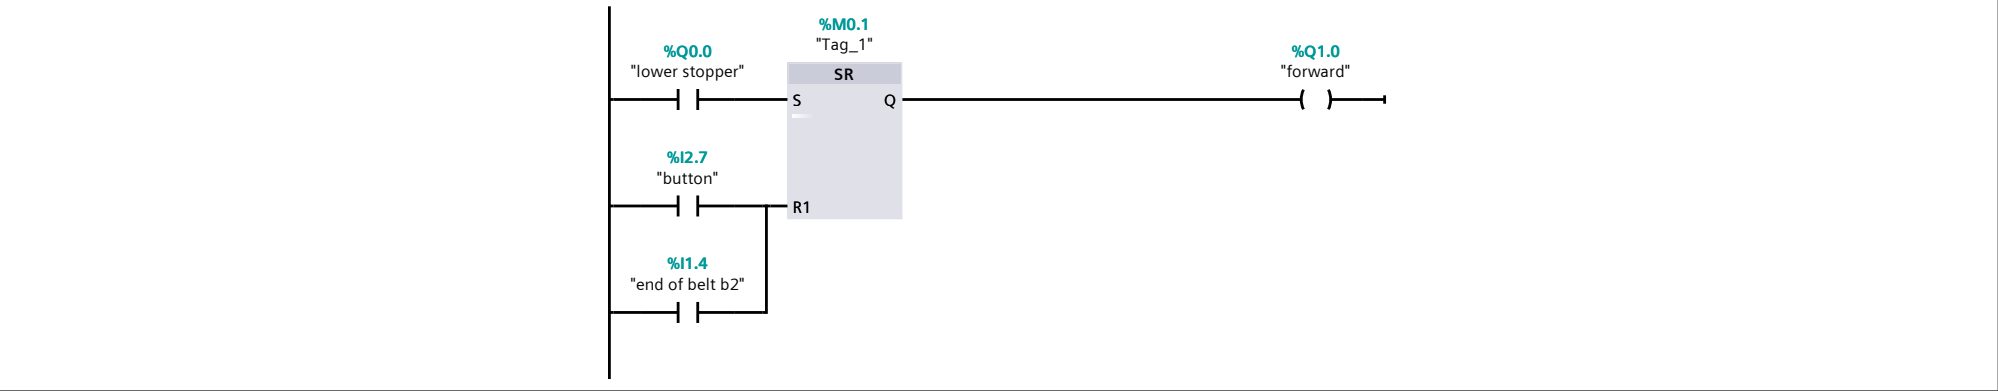 %M0.1
"Tag_1"
%Q0.0
"lower stopper"
SR
%Q1.0
"forward"
S
Q
%I2.7
"button"
R1
%I1.4
"end of belt b2"